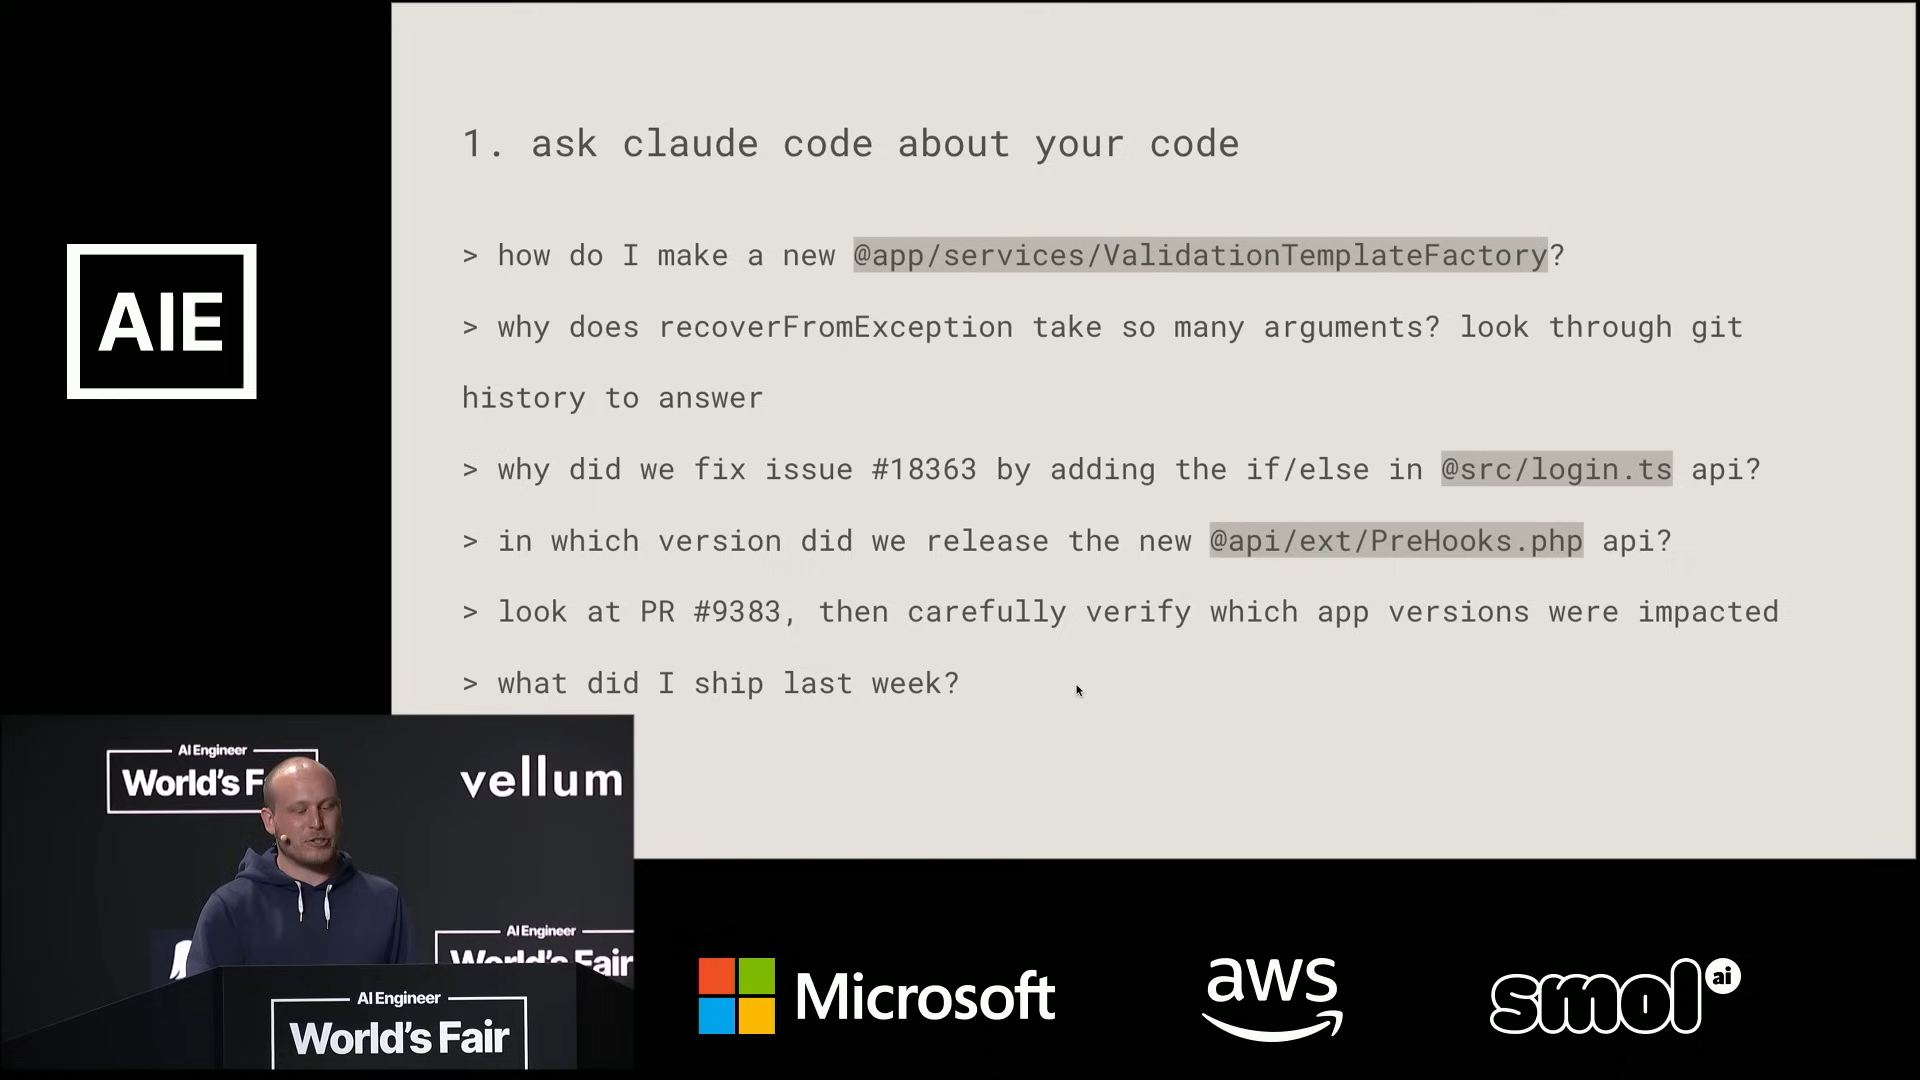 1. ask claude code about your code
> how do I make a new @app/services/ValidationTemplateFactory?
> why does recoverFromException take so many arguments? look through git
history to answer
> why did we fix issue #18363 by adding the if/else in @src/login.ts api?
> in which version did we release the new @api/ext/PreHooks.php api?
> look at PR #9383, then carefully verify which app versions were impacted
> what did I ship last week?
AIE
AI Engineer
World's F
vellum
AI Engineer
World's Fair
AI Engineer
World's Fair
Microsoft
aws
smol ai